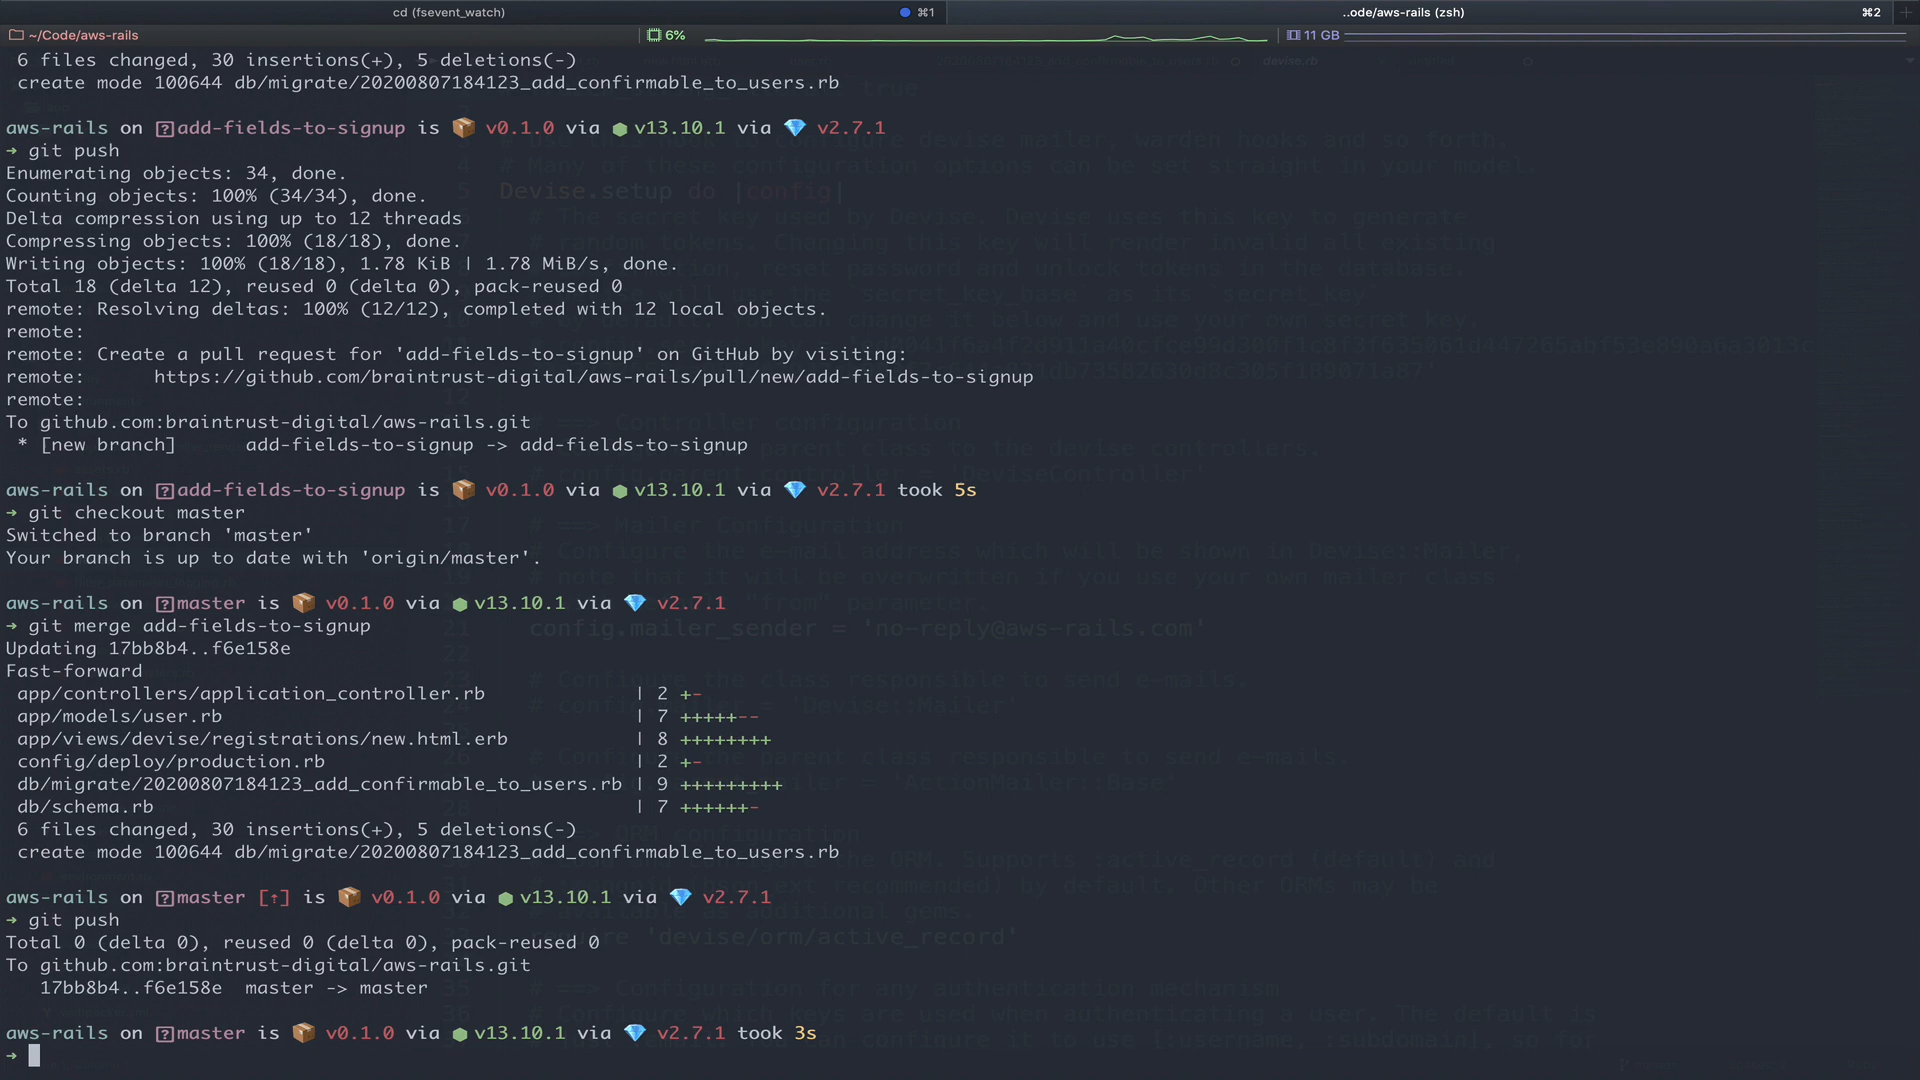 cd (fsevent_watch) ⌘1 ..ode/aws-rails (zsh) ⌘2
~/Code/aws-rails 6% 11 GB
6 files changed, 30 insertions(+), 5 deletions(-)
create mode 100644 db/migrate/20200807184123_add_confirmable_to_users.rb
aws-rails on add-fields-to-signup is 📦 v0.1.0 via ⬢ v13.10.1 via 💎 v2.7.1
➜ git push
Enumerating objects: 34, done.
Counting objects: 100% (34/34), done.
Delta compression using up to 12 threads
Compressing objects: 100% (18/18), done.
Writing objects: 100% (18/18), 1.78 KiB | 1.78 MiB/s, done.
Total 18 (delta 12), reused 0 (delta 0), pack-reused 0
remote: Resolving deltas: 100% (12/12), completed with 12 local objects.
remote:
remote: Create a pull request for 'add-fields-to-signup' on GitHub by visiting:
remote:      https://github.com/braintrust-digital/aws-rails/pull/new/add-fields-to-signup
remote:
To github.com:braintrust-digital/aws-rails.git
* [new branch]      add-fields-to-signup -> add-fields-to-signup
aws-rails on add-fields-to-signup is 📦 v0.1.0 via ⬢ v13.10.1 via 💎 v2.7.1 took 5s
➜ git checkout master
Switched to branch 'master'
Your branch is up to date with 'origin/master'.
aws-rails on master is 📦 v0.1.0 via ⬢ v13.10.1 via 💎 v2.7.1
➜ git merge add-fields-to-signup
Updating 17bb8b4..f6e158e
Fast-forward
app/controllers/application_controller.rb | 2 +-
app/models/user.rb | 7 +++++--
app/views/devise/registrations/new.html.erb | 8 ++++++++
config/deploy/production.rb | 2 +-
db/migrate/20200807184123_add_confirmable_to_users.rb | 9 +++++++++
db/schema.rb | 7 ++++++-
6 files changed, 30 insertions(+), 5 deletions(-)
create mode 100644 db/migrate/20200807184123_add_confirmable_to_users.rb
aws-rails on master [⇡] is 📦 v0.1.0 via ⬢ v13.10.1 via 💎 v2.7.1
➜ git push
Total 0 (delta 0), reused 0 (delta 0), pack-reused 0
To github.com:braintrust-digital/aws-rails.git
17bb8b4..f6e158e  master -> master
aws-rails on master is 📦 v0.1.0 via ⬢ v13.10.1 via 💎 v2.7.1 took 3s
➜